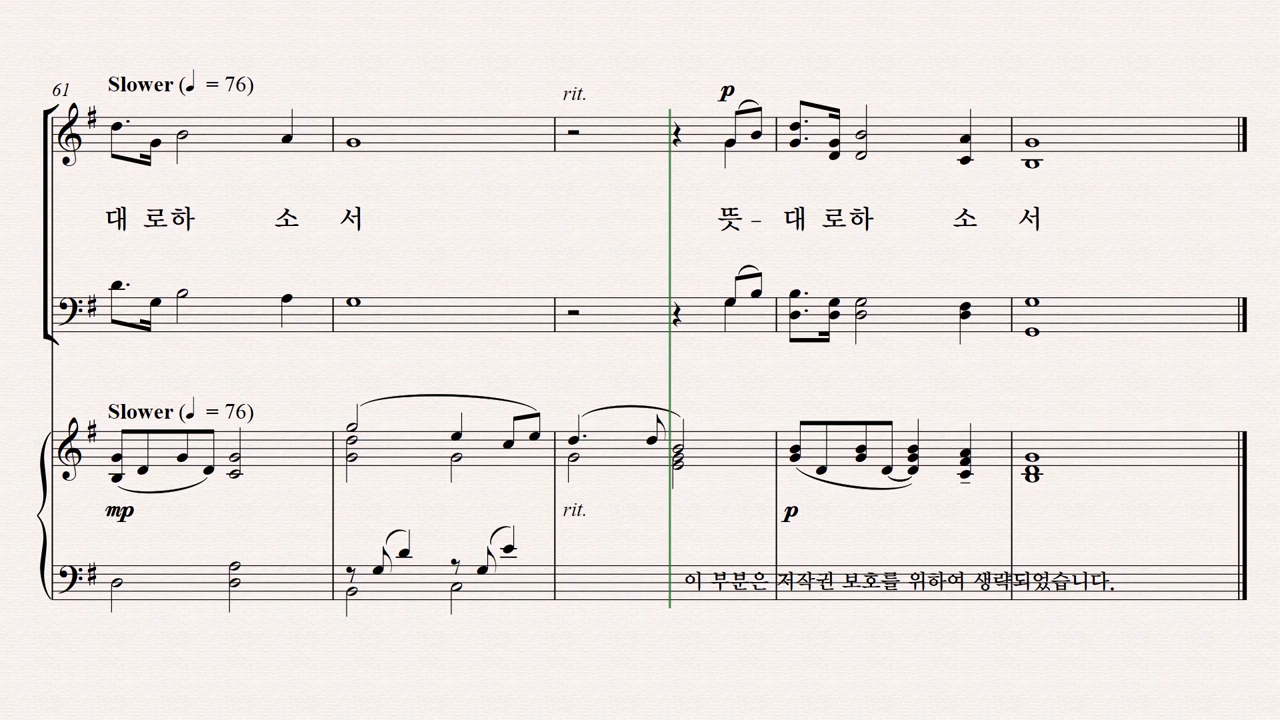 61 Slower (♩ = 76)
rit.
p
대 로하 소 서 뜻 - 대 로하 소 서
Slower (♩ = 76)
mp rit. p
이 부분은 저작권 보호를 위하여 생략되었습니다.